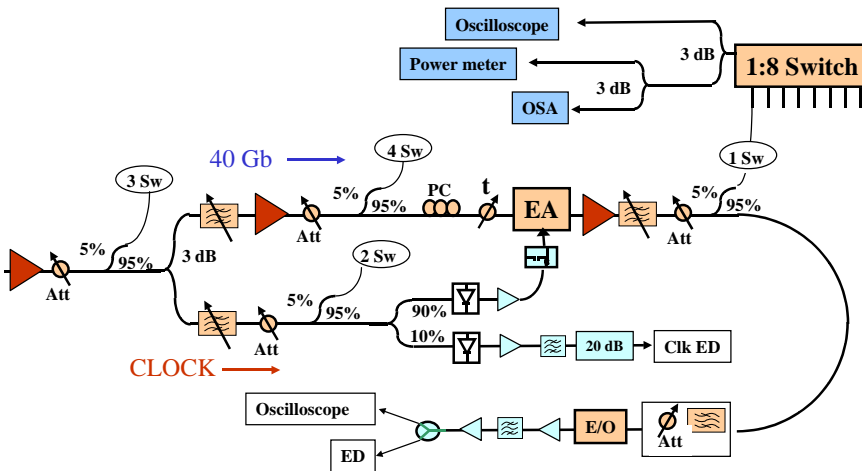 Oscilloscope
Power meter
3 dB
1:8 Switch
3 dB
OSA
40 Gb
4 Sw
1 Sw
3 Sw
5%
PC
t
5%
95%
EA
95%
5%
Att
Att
95%
3 dB
2 Sw
Att
5%
95%
90%
Att
10%
20 dB
Clk ED
CLOCK
Oscilloscope
E/O
Att
ED